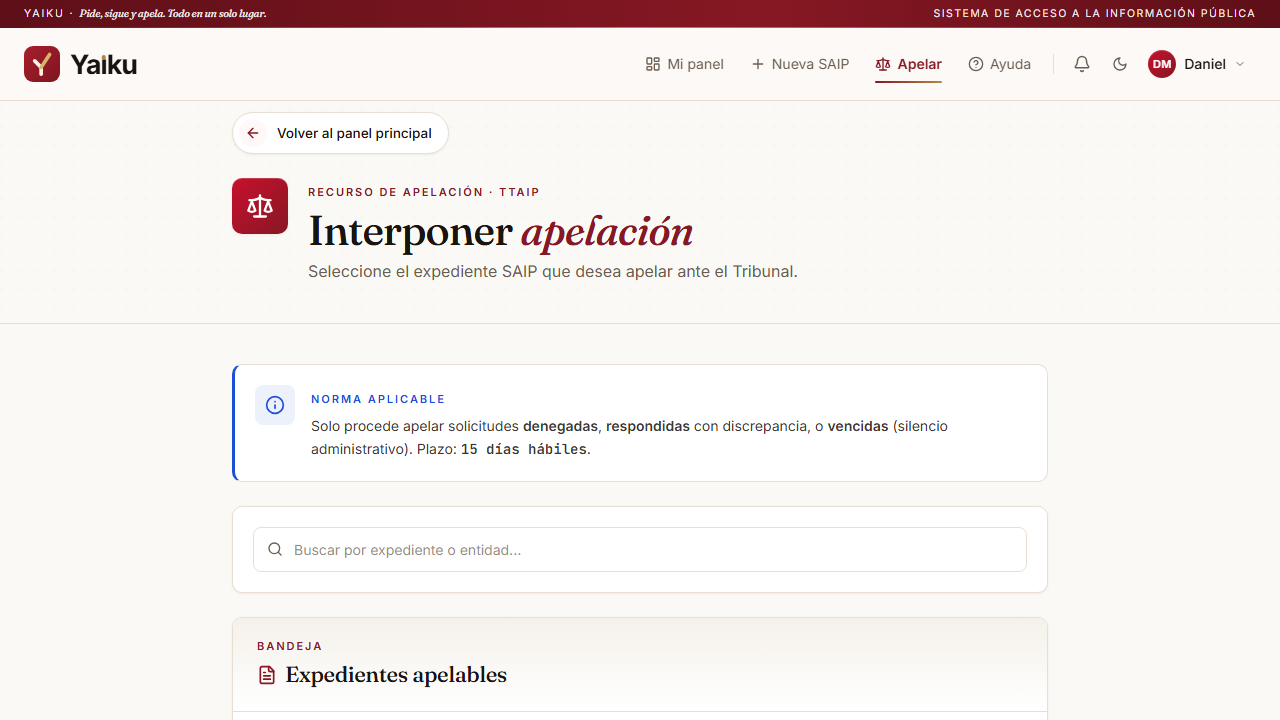 YAIKU · Pide, sigue y apela. Todo en un solo lugar.
SISTEMA DE ACCESO A LA INFORMACIÓN PÚBLICA
Yaiku
Mi panel
Nueva SAIP
Apelar
Ayuda
DM
Daniel
Volver al panel principal
RECURSO DE APELACIÓN · TTAIP
Interponer apelación
Seleccione el expediente SAIP que desea apelar ante el Tribunal.
NORMA APLICABLE
Solo procede apelar solicitudes denegadas, respondidas con discrepancia, o vencidas (silencio
administrativo). Plazo: 15 días hábiles.
Buscar por expediente o entidad...
BANDEJA
Expedientes apelables